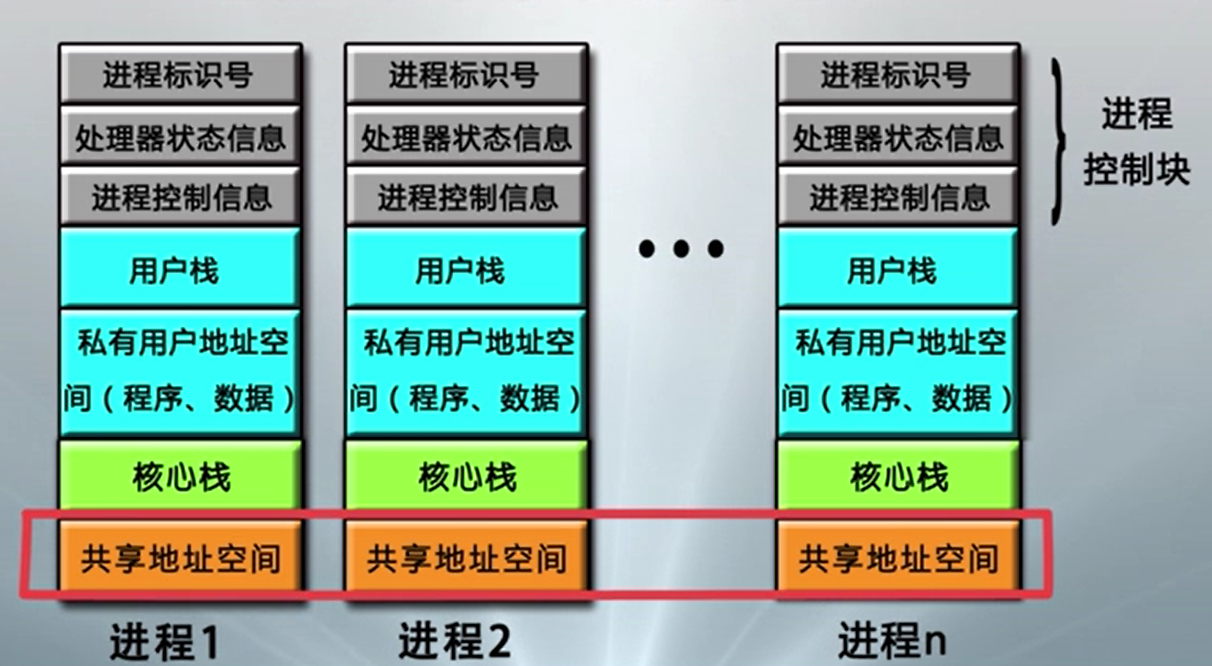 进程标识号
处理器状态信息
进程控制信息
用户栈
私有用户地址空
间（程序、数据）
核心栈
共享地址空间
进程1
进程标识号
处理器状态信息
进程控制信息
用户栈
私有用户地址空
间（程序、数据）
核心栈
共享地址空间
进程2
•••
进程标识号
处理器状态信息
进程控制信息
用户栈
私有用户地址空
间（程序、数据）
核心栈
共享地址空间
进程n
进程
控制块